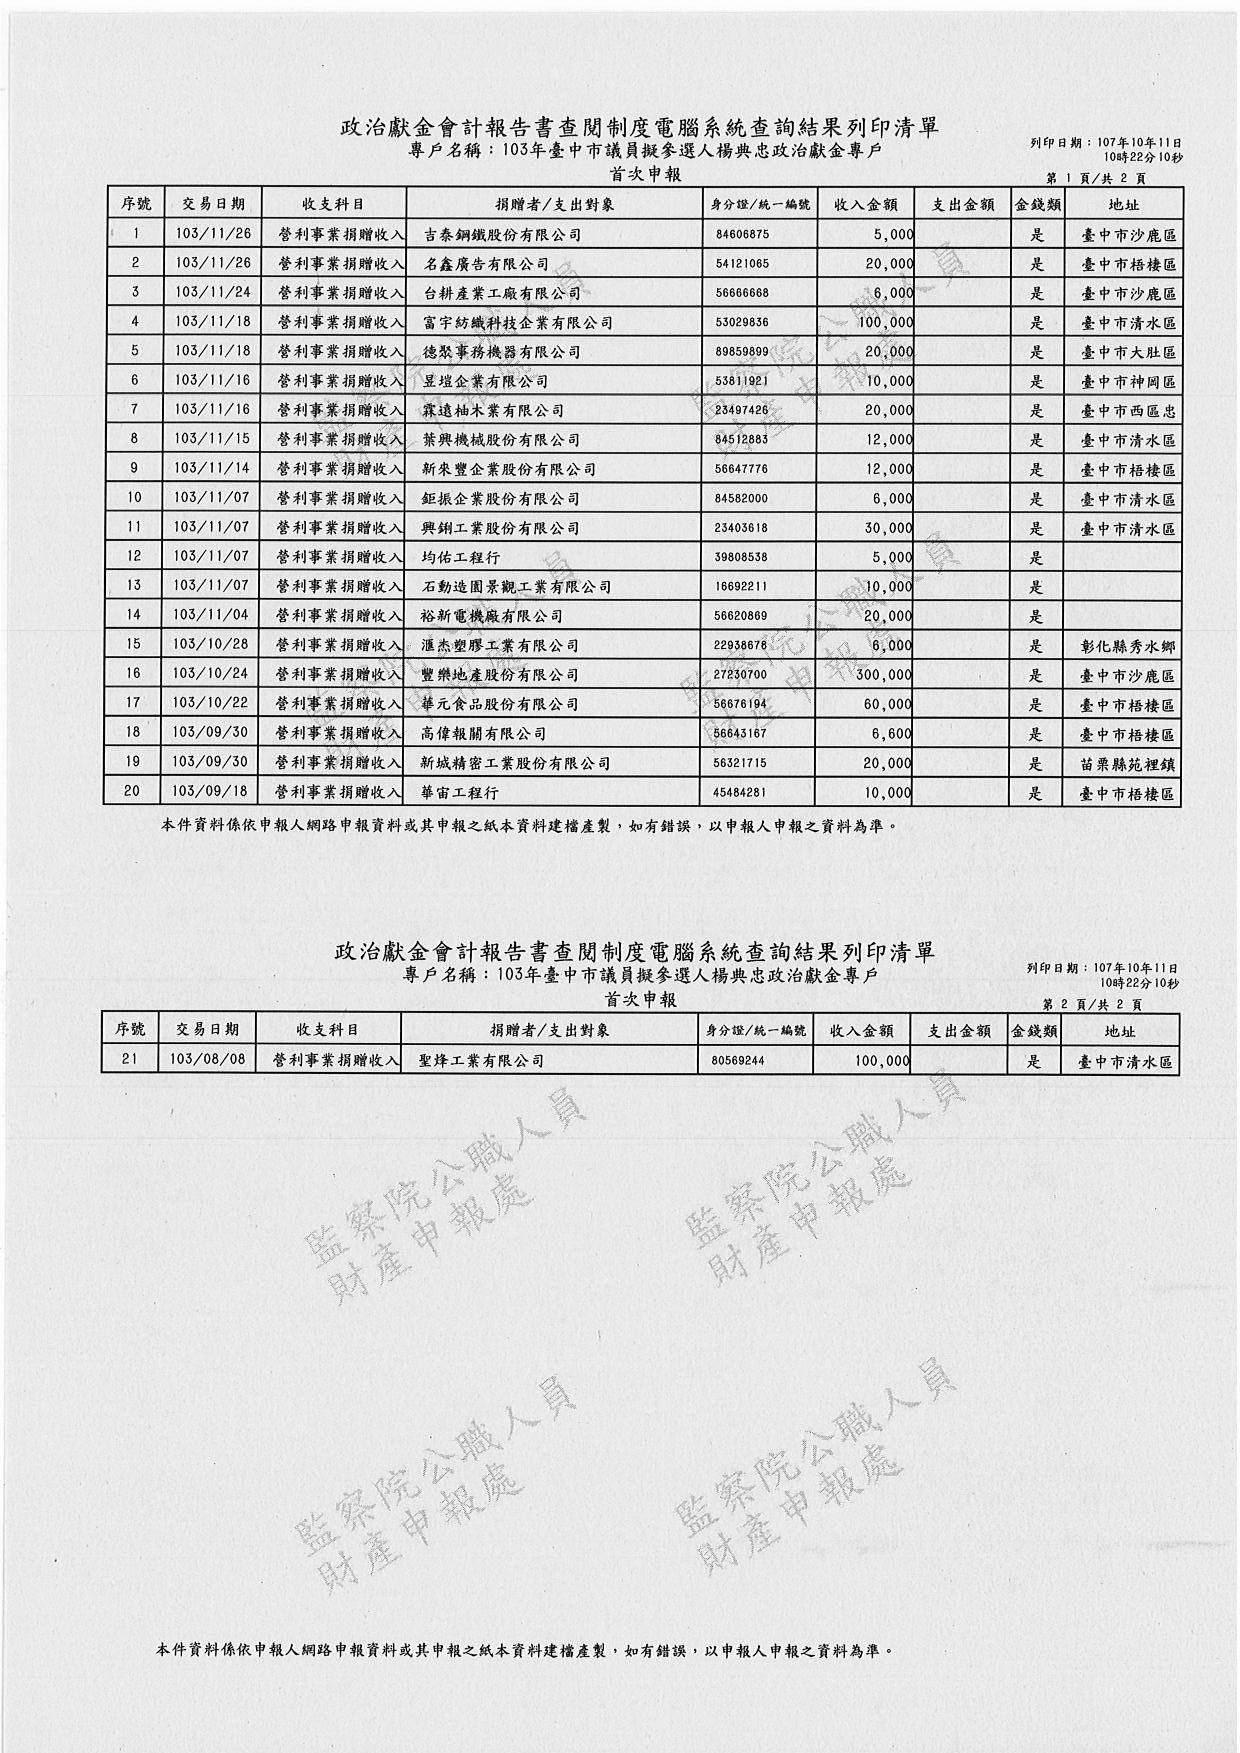 政治獻金會計報告書查閱制度電腦系統查詢結果列印清單
專戶名稱：103年臺中市議員擬參選人楊典忠政治獻金專戶
列印日期：107年10年11日
10時22分10秒
首次申報
第 1 頁/共 2 頁
序號 交易日期 收支科目 捐贈者/支出對象 身分證/統一編號 收入金額 支出金額 金錢類 地址
1 103/11/26 營利事業捐贈收入 吉泰鋼鐵股份有限公司 84606875 5,000 是 臺中市沙鹿區
2 103/11/26 營利事業捐贈收入 名鑫廣告有限公司 54121065 20,000 是 臺中市梧棲區
3 103/11/24 營利事業捐贈收入 台耕產業工廠有限公司 56666668 6,000 是 臺中市沙鹿區
4 103/11/18 營利事業捐贈收入 富宇紡織科技企業有限公司 53029836 100,000 是 臺中市清水區
5 103/11/18 營利事業捐贈收入 德聚事務機器有限公司 89859899 20,000 是 臺中市大肚區
6 103/11/16 營利事業捐贈收入 昱塏企業有限公司 53811921 10,000 是 臺中市神岡區
7 103/11/16 營利事業捐贈收入 霖遠柚木業有限公司 23497426 20,000 是 臺中市西區忠
8 103/11/15 營利事業捐贈收入 葉興機械股份有限公司 84512883 12,000 是 臺中市清水區
9 103/11/14 營利事業捐贈收入 新來豐企業股份有限公司 56647776 12,000 是 臺中市梧棲區
10 103/11/07 營利事業捐贈收入 鉅振企業股份有限公司 84582000 6,000 是 臺中市清水區
11 103/11/07 營利事業捐贈收入 興銦工業股份有限公司 23403618 30,000 是 臺中市清水區
12 103/11/07 營利事業捐贈收入 均佑工程行 39808538 5,000 是
13 103/11/07 營利事業捐贈收入 石動造園景觀工業有限公司 16692211 10,000 是
14 103/11/04 營利事業捐贈收入 裕新電機廠有限公司 56620869 20,000 是
15 103/10/28 營利事業捐贈收入 滙杰塑膠工業有限公司 22938678 6,000 是 彰化縣秀水鄉
16 103/10/24 營利事業捐贈收入 豐樂地產股份有限公司 27230700 300,000 是 臺中市沙鹿區
17 103/10/22 營利事業捐贈收入 華元食品股份有限公司 56676194 60,000 是 臺中市梧棲區
18 103/09/30 營利事業捐贈收入 高偉報關有限公司 56643167 6,600 是 臺中市梧棲區
19 103/09/30 營利事業捐贈收入 新城精密工業股份有限公司 56321715 20,000 是 苗栗縣苑裡鎮
20 103/09/18 營利事業捐贈收入 華宙工程行 45484281 10,000 是 臺中市梧棲區
監察院公職人員
財產申報處
監察院公職人員
財產申報處
監察院公職人員
財產申報處
監察院公職人員
財產申報處
本件資料係依申報人網路申報資料或其申報之紙本資料建檔產製，如有錯誤，以申報人申報之資料為準。
政治獻金會計報告書查閱制度電腦系統查詢結果列印清單
專戶名稱：103年臺中市議員擬參選人楊典忠政治獻金專戶
列印日期：107年10年11日
10時22分10秒
首次申報
第 2 頁/共 2 頁
序號 交易日期 收支科目 捐贈者/支出對象 身分證/統一編號 收入金額 支出金額 金錢類 地址
21 103/08/08 營利事業捐贈收入 聖烽工業有限公司 80569244 100,000 是 臺中市清水區
監察院公職人員
財產申報處
監察院公職人員
財產申報處
監察院公職人員
財產申報處
監察院公職人員
財產申報處
本件資料係依申報人網路申報資料或其申報之紙本資料建檔產製，如有錯誤，以申報人申報之資料為準。